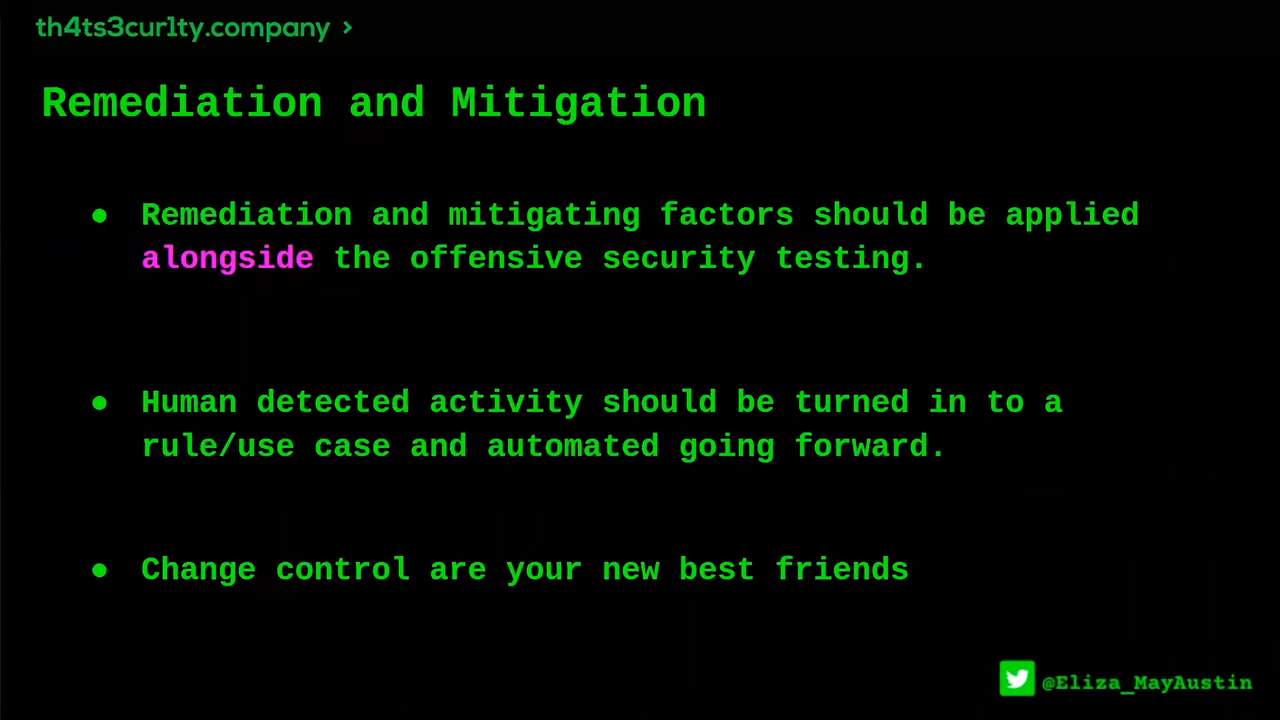 th4ts3cur1ty.company >
Remediation and Mitigation
● Remediation and mitigating factors should be applied
alongside the offensive security testing.
● Human detected activity should be turned in to a
rule/use case and automated going forward.
● Change control are your new best friends
@Eliza_MayAustin